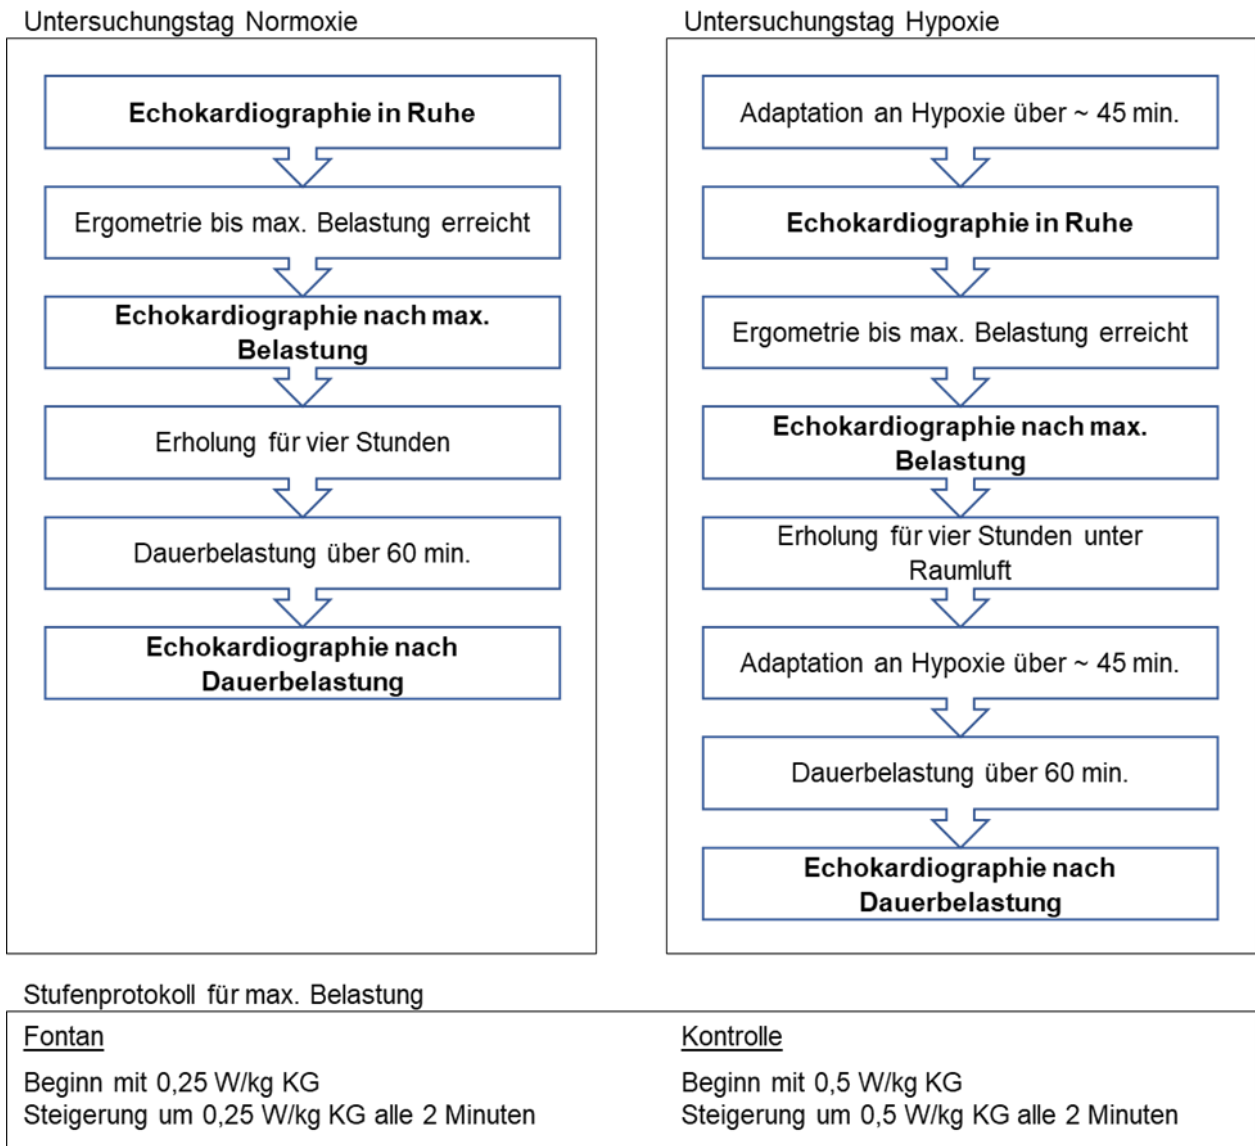 Untersuchungstag Normoxie
Echokardiographie in Ruhe
Ergometrie bis max. Belastung erreicht
Echokardiographie nach max.
Belastung
Erholung für vier Stunden
Dauerbelastung über 60 min.
Echokardiographie nach
Dauerbelastung
Untersuchungstag Hypoxie
Adaptation an Hypoxie über ~ 45 min.
Echokardiographie in Ruhe
Ergometrie bis max. Belastung erreicht
Echokardiographie nach max.
Belastung
Erholung für vier Stunden unter
Raumluft
Adaptation an Hypoxie über ~ 45 min.
Dauerbelastung über 60 min.
Echokardiographie nach
Dauerbelastung
Stufenprotokoll für max. Belastung
Fontan
Beginn mit 0,25 W/kg KG
Steigerung um 0,25 W/kg KG alle 2 Minuten
Kontrolle
Beginn mit 0,5 W/kg KG
Steigerung um 0,5 W/kg KG alle 2 Minuten